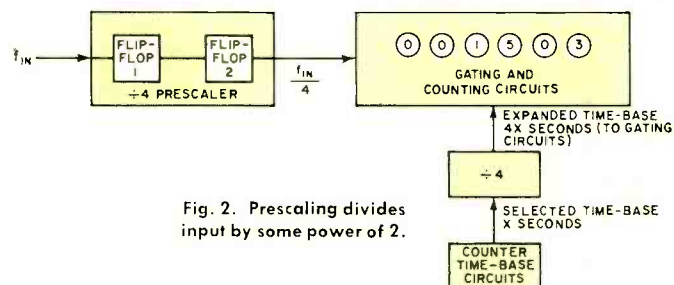 fIN
FLIP-
FLOP
1
FLIP-
FLOP
2
÷4 PRESCALER
fIN
4
0 0 1 5 0 3
GATING AND
COUNTING CIRCUITS
EXPANDED TIME-BASE
4X SECONDS (TO GATING
CIRCUITS)
÷4
SELECTED TIME-BASE
X SECONDS
COUNTER
TIME-BASE
CIRCUITS
Fig. 2. Prescaling divides
input by some power of 2.